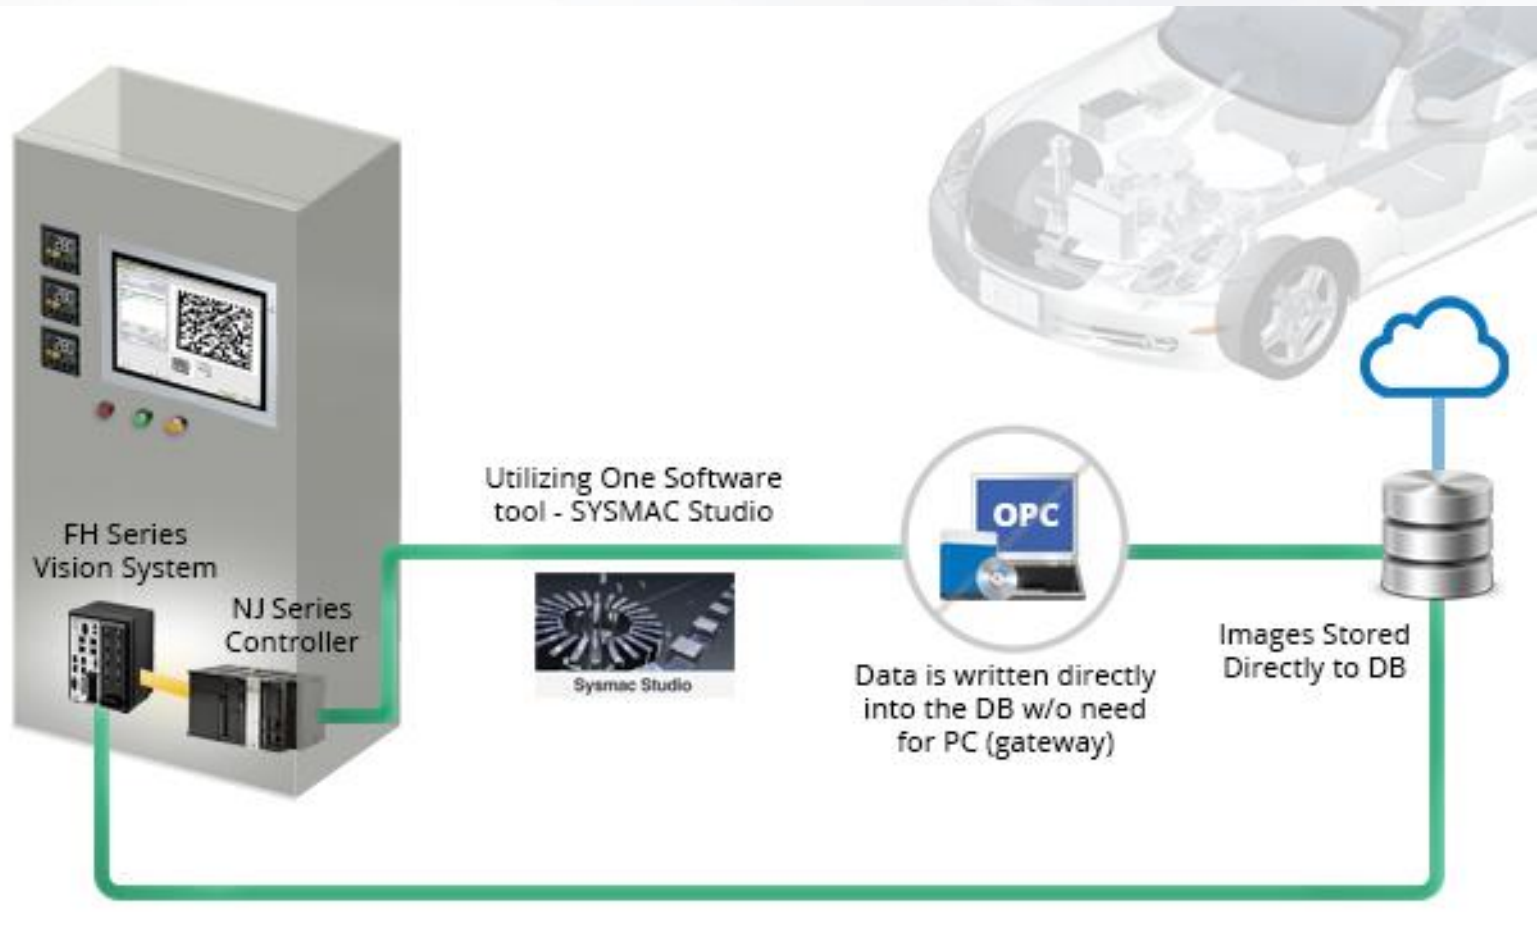 Utilizing One Software
tool - SYSMAC Studio
OPC
FH Series
Vision System
NJ Series
Controller
Sysmac Studio
Data is written directly
into the DB w/o need
for PC (gateway)
Images Stored
Directly to DB